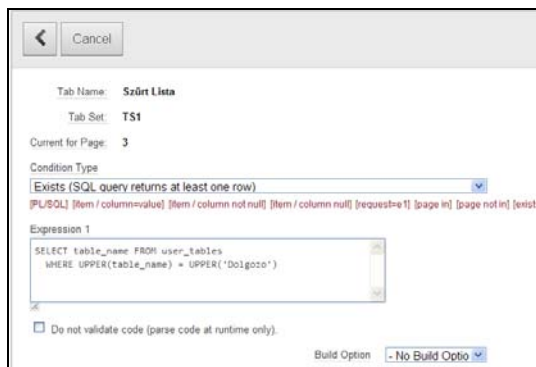 Cancel
Tab Name: Szűrt Lista
Tab Set: TS1
Current for Page: 3
Condition Type
Exists (SQL query returns at least one row)
[PL/SQL] [item / column=value] [item / column not null] [item / column null] [request=e1] [page in] [page not in] [exist
Expression 1
SELECT table_name FROM user_tables
WHERE UPPER(table_name) = UPPER('Dolgozo')
Do not validate code (parse code at runtime only).
Build Option - No Build Optio